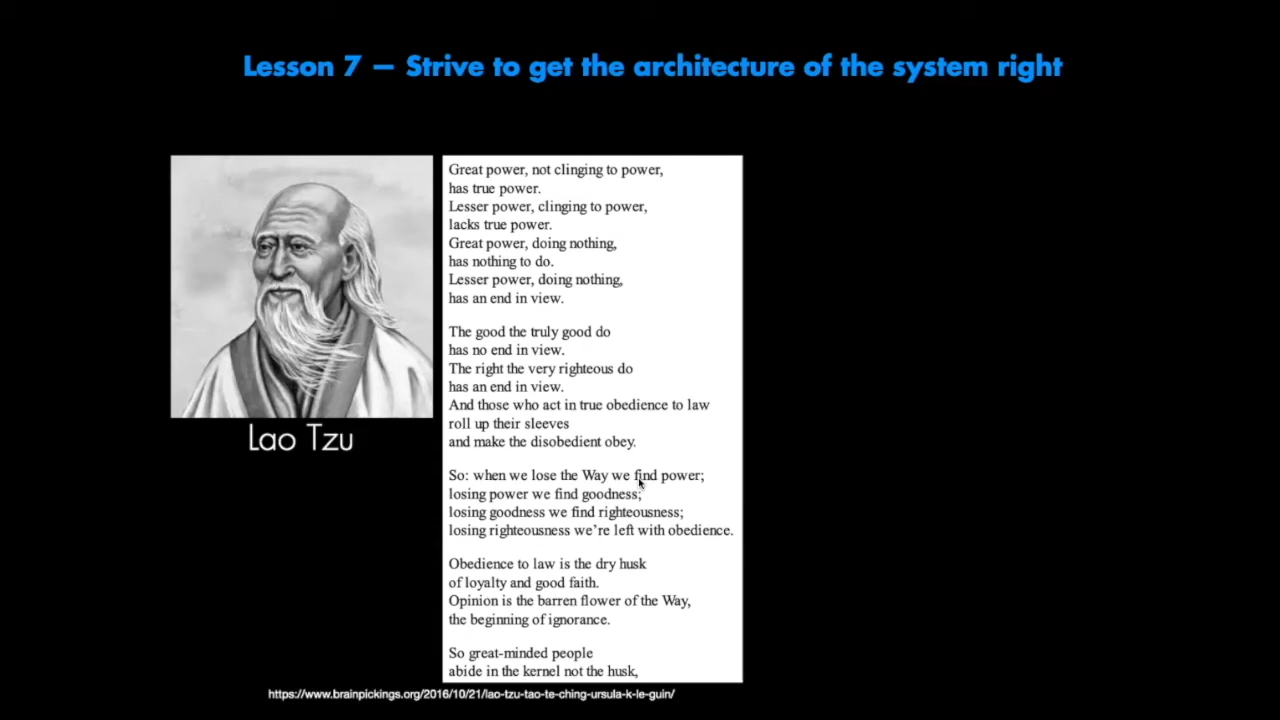 Lesson 7 — Strive to get the architecture of the system right
Great power, not clinging to power,
has true power.
Lesser power, clinging to power,
lacks true power.
Great power, doing nothing,
has nothing to do.
Lesser power, doing nothing,
has an end in view.
The good the truly good do
has no end in view.
The right the very righteous do
has an end in view.
And those who act in true obedience to law
roll up their sleeves
and make the disobedient obey.
So: when we lose the Way we find power;
losing power we find goodness;
losing goodness we find righteousness;
losing righteousness we’re left with obedience.
Obedience to law is the dry husk
of loyalty and good faith.
Opinion is the barren flower of the Way,
the beginning of ignorance.
So great-minded people
abide in the kernel not the husk,
Lao Tzu
https://www.brainpickings.org/2016/10/21/lao-tzu-tao-te-ching-ursula-k-le-guin/